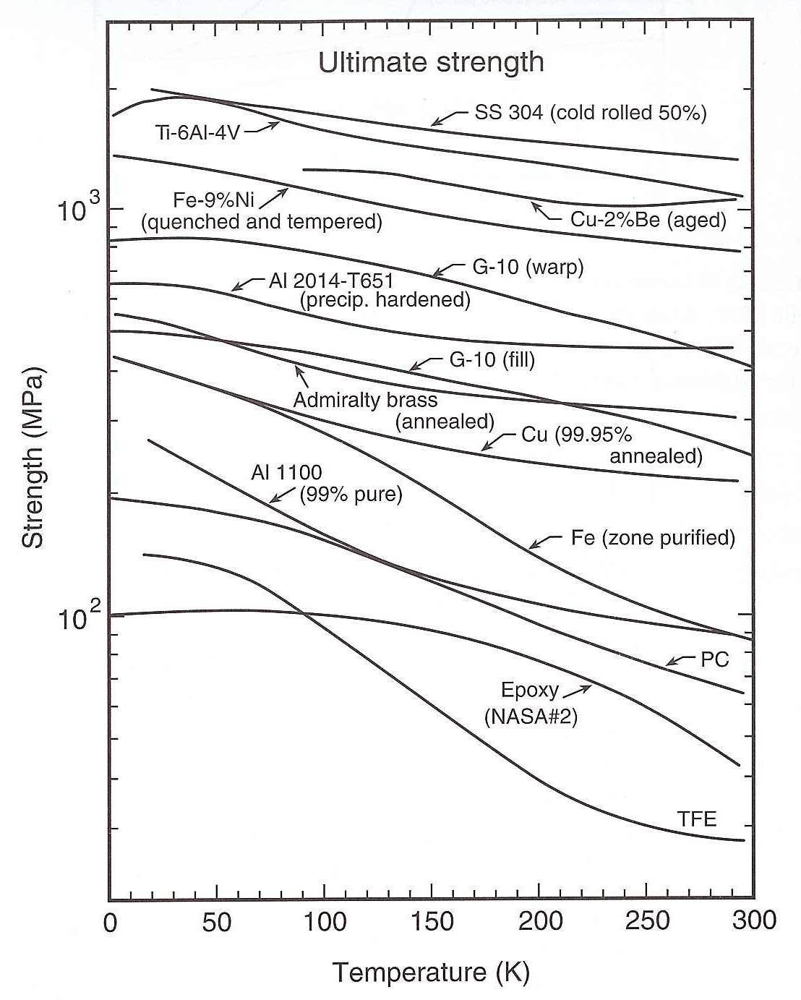 Ultimate strength
SS 304 (cold rolled 50%)
Ti-6Al-4V
Fe-9%Ni
(quenched and tempered)
Cu-2%Be (aged)
10³
G-10 (warp)
Al 2014-T651
(precip. hardened)
G-10 (fill)
Admiralty brass
(annealed)
Cu (99.95%
annealed)
Al 1100
(99% pure)
Fe (zone purified)
10²
PC
Epoxy
(NASA#2)
TFE
Strength (MPa)
0 50 100 150 200 250 300
Temperature (K)